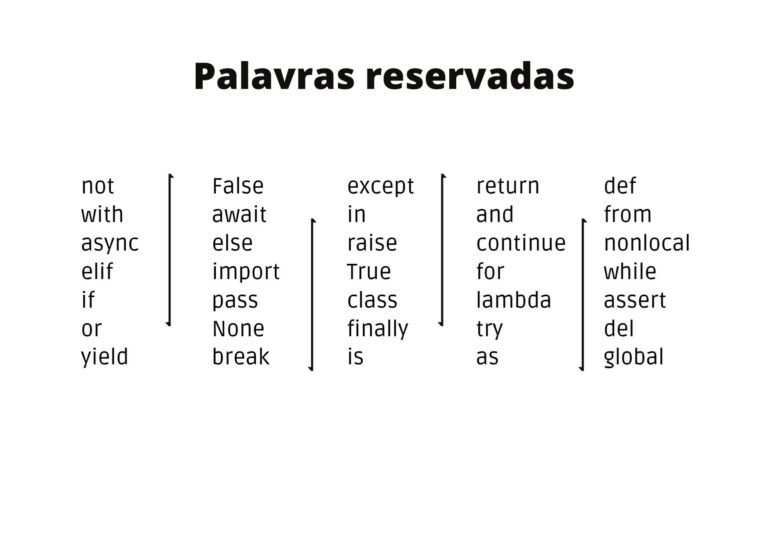 Palavras reservadas
not
with
async
elif
if
or
yield
False
await
else
import
pass
None
break
except
in
raise
True
class
finally
is
return
and
continue
for
lambda
try
as
def
from
nonlocal
while
assert
del
global